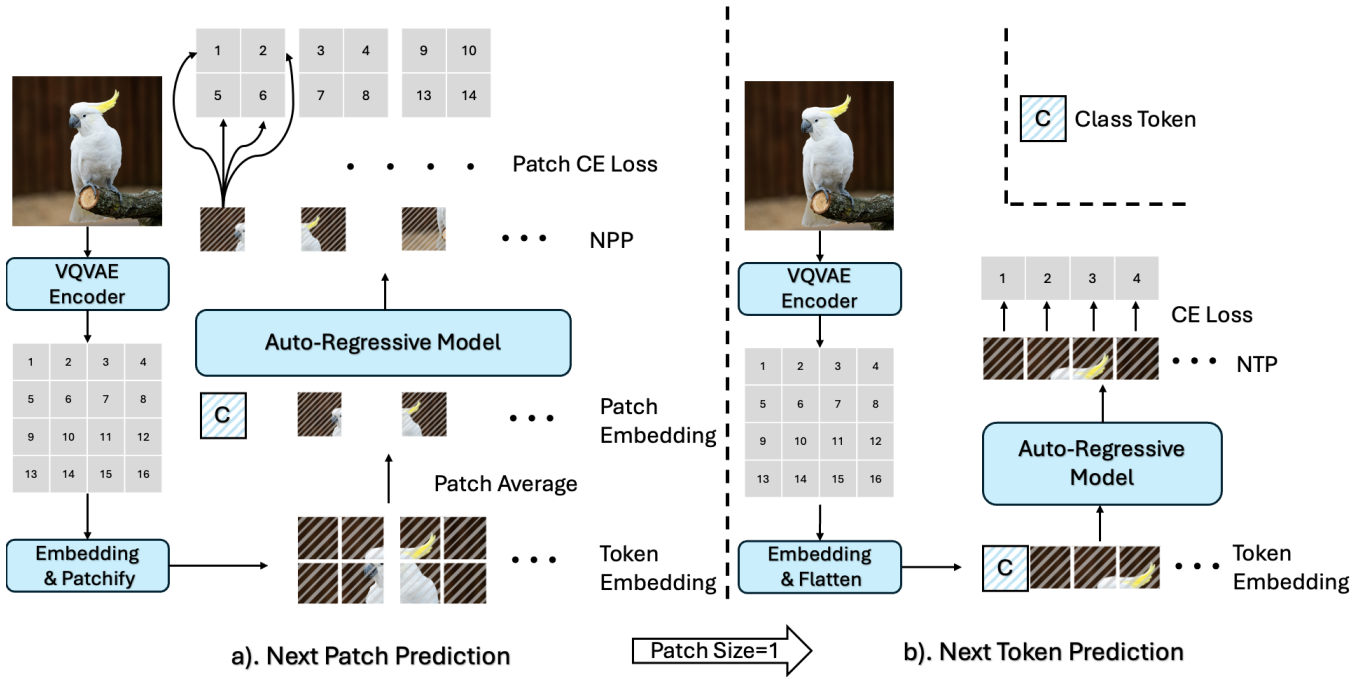 1 2 3 4 9 10
5 6 7 8 13 14
Patch CE Loss
NPP
VQVAE
Encoder
Auto-Regressive Model
1 2 3 4
5 6 7 8
9 10 11 12
13 14 15 16
C
Patch
Embedding
Patch Average
Embedding
& Patchify
Token
Embedding
a). Next Patch Prediction
Patch Size=1
C
Class Token
VQVAE
Encoder
1 2 3 4
CE Loss
NTP
1 2 3 4
5 6 7 8
9 10 11 12
13 14 15 16
Auto-Regressive
Model
Embedding
& Flatten
C
Token
Embedding
b). Next Token Prediction